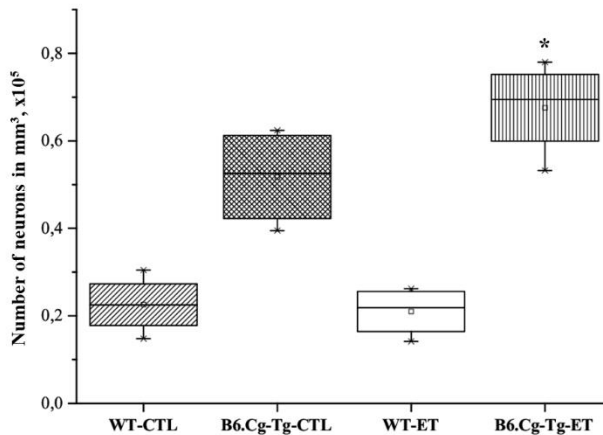 Number of neurons in mm³, x10⁵
0,8
0,6
0,4
0,2
0,0
*
WT-CTL
B6.Cg-Tg-CTL
WT-ET
B6.Cg-Tg-ET